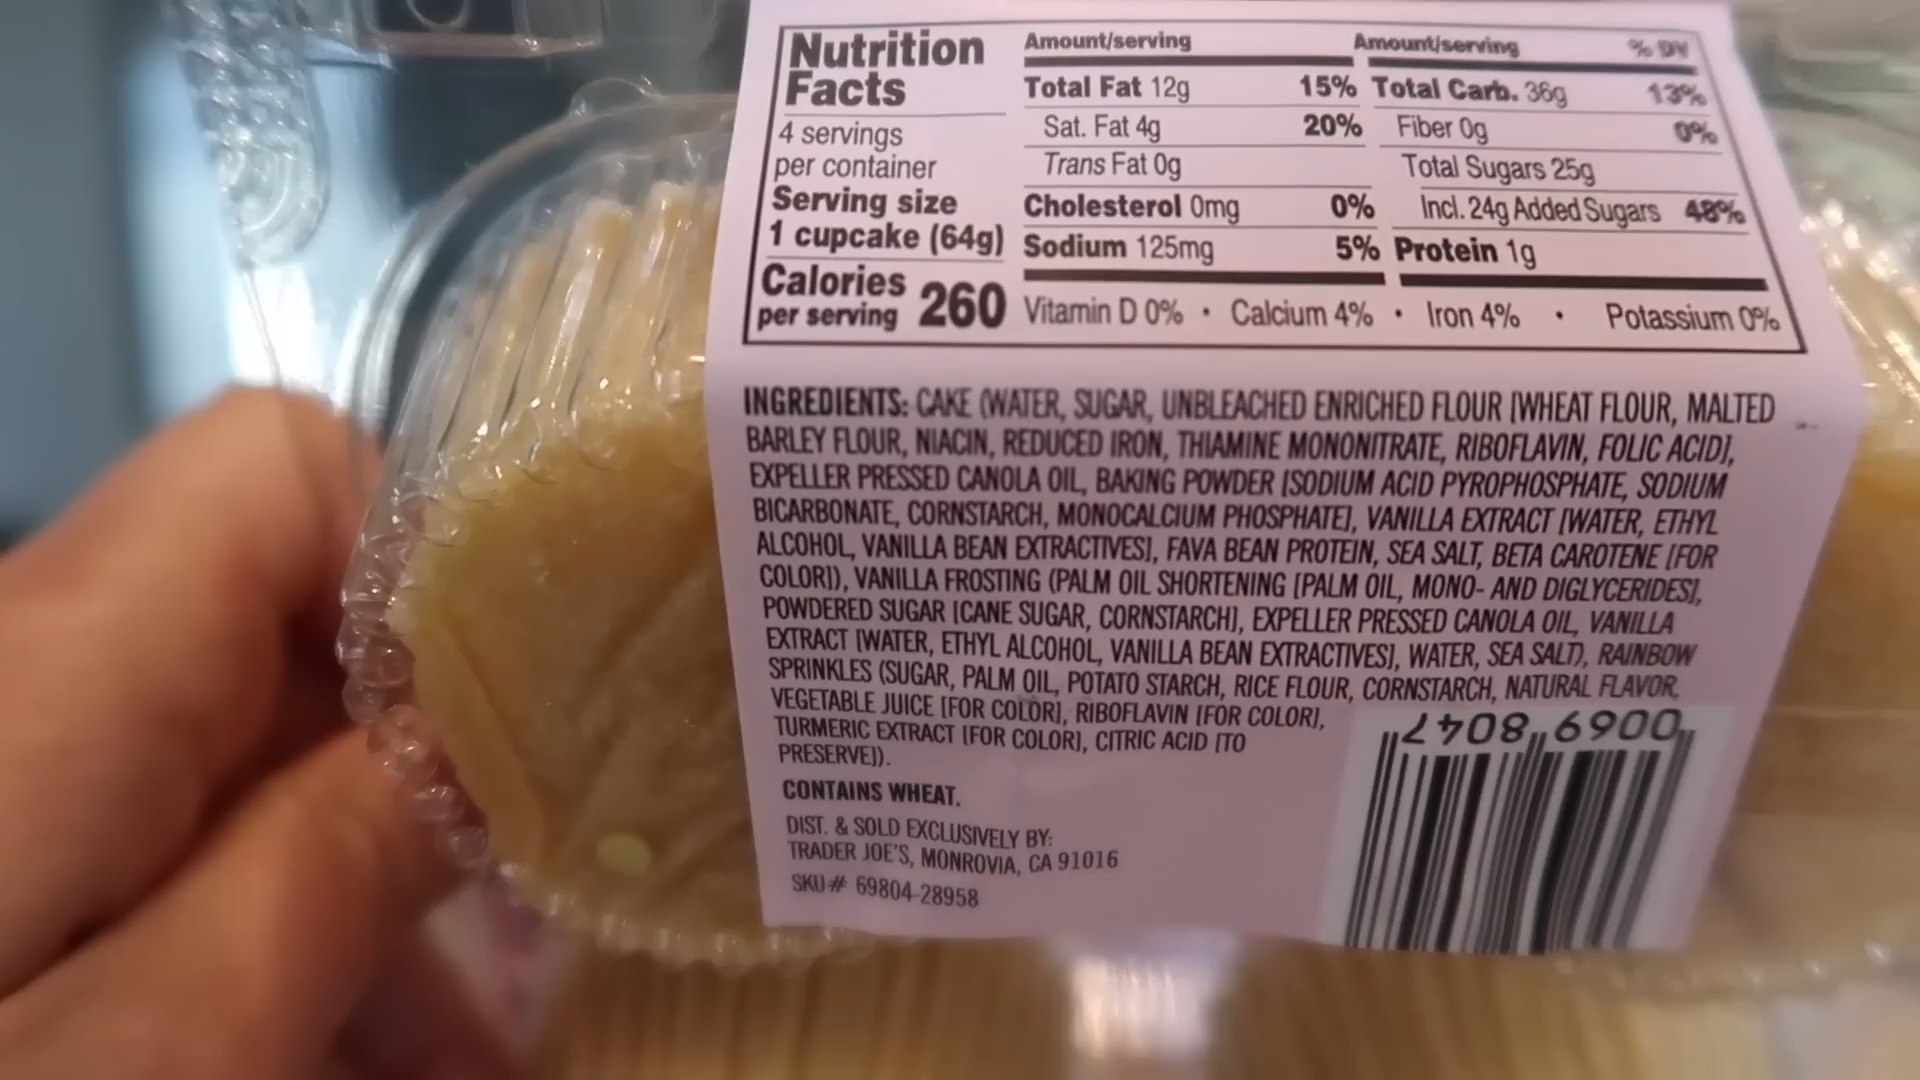 Nutrition
Facts
4 servings
per container
Serving size
1 cupcake (64g)
Calories
per serving 260
Amount/serving
Total Fat 12g 15%
Sat. Fat 4g 20%
Trans Fat 0g
Cholesterol 0mg 0%
Sodium 125mg 5%
Amount/serving % DV
Total Carb. 36g 13%
Fiber 0g 0%
Total Sugars 25g
Incl. 24g Added Sugars 48%
Protein 1g
Vitamin D 0% • Calcium 4% • Iron 4% • Potassium 0%
INGREDIENTS: CAKE (WATER, SUGAR, UNBLEACHED ENRICHED FLOUR [WHEAT FLOUR, MALTED
BARLEY FLOUR, NIACIN, REDUCED IRON, THIAMINE MONONITRATE, RIBOFLAVIN, FOLIC ACID],
EXPELLER PRESSED CANOLA OIL, BAKING POWDER [SODIUM ACID PYROPHOSPHATE, SODIUM
BICARBONATE, CORNSTARCH, MONOCALCIUM PHOSPHATE], VANILLA EXTRACT [WATER, ETHYL
ALCOHOL, VANILLA BEAN EXTRACTIVES], FAVA BEAN PROTEIN, SEA SALT, BETA CAROTENE [FOR
COLOR]), VANILLA FROSTING (PALM OIL SHORTENING [PALM OIL, MONO- AND DIGLYCERIDES],
POWDERED SUGAR [CANE SUGAR, CORNSTARCH], EXPELLER PRESSED CANOLA OIL, VANILLA
EXTRACT [WATER, ETHYL ALCOHOL, VANILLA BEAN EXTRACTIVES], WATER, SEA SALT), RAINBOW
SPRINKLES (SUGAR, PALM OIL, POTATO STARCH, RICE FLOUR, CORNSTARCH, NATURAL FLAVOR,
VEGETABLE JUICE [FOR COLOR], RIBOFLAVIN [FOR COLOR],
TURMERIC EXTRACT [FOR COLOR], CITRIC ACID [TO
PRESERVE]).
CONTAINS WHEAT.
DIST. & SOLD EXCLUSIVELY BY:
TRADER JOE'S, MONROVIA, CA 91016
SKU# 69804-28958
0069 8047